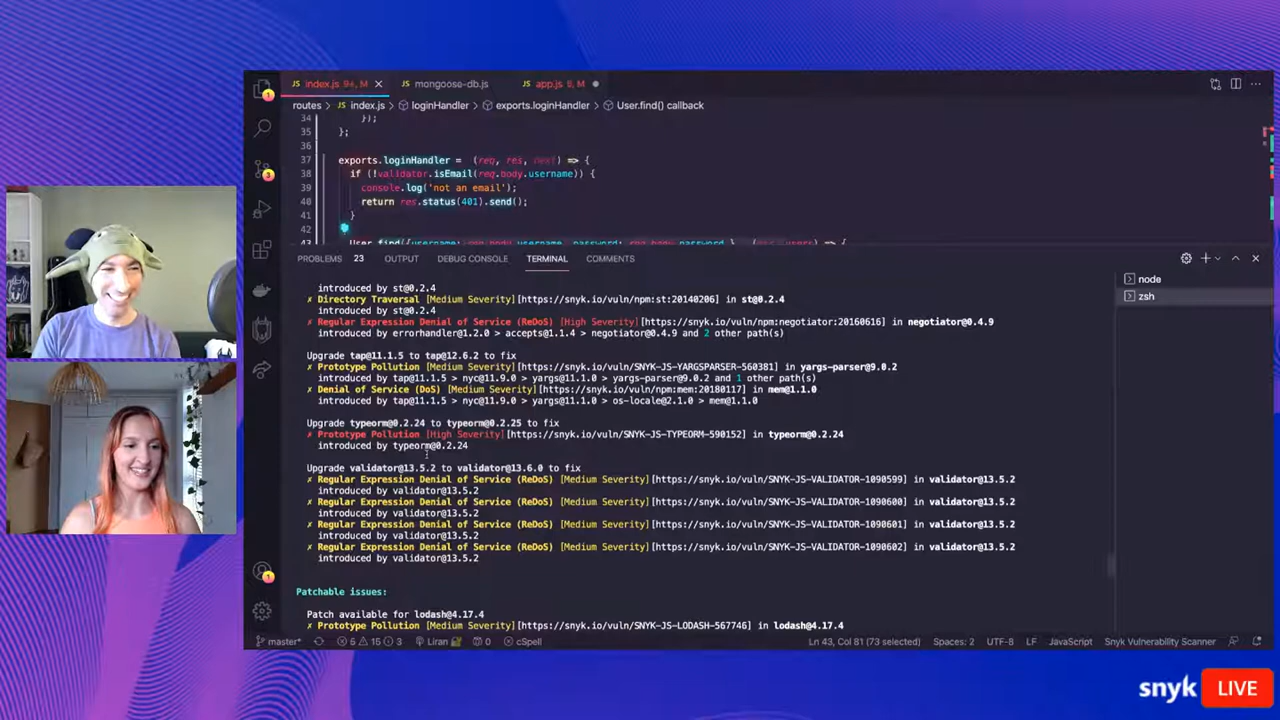 index.js 9+, M
mongoose-db.js
app.js 8, M
routes > index.js > loginHandler > exports.loginHandler > User.find() callback
34 });
35 };
36
37 exports.loginHandler = (req, res, next) => {
38 if (!validator.isEmail(req.body.username)) {
39 console.log('not an email');
40 return res.status(401).send();
41 }
42
43 User.find({username: req.body.username, password: req.body.password }, (err, users) => {
PROBLEMS 23 OUTPUT DEBUG CONSOLE TERMINAL COMMENTS
node
zsh
introduced by st@0.2.4
✗ Directory Traversal [Medium Severity][https://snyk.io/vuln/npm:st:20140206] in st@0.2.4
introduced by st@0.2.4
✗ Regular Expression Denial of Service (ReDoS) [High Severity][https://snyk.io/vuln/npm:negotiator:20160616] in negotiator@0.4.9
introduced by errorhandler@1.2.0 > accepts@1.1.4 > negotiator@0.4.9 and 2 other path(s)
Upgrade tap@11.1.5 to tap@12.6.2 to fix
✗ Prototype Pollution [Medium Severity][https://snyk.io/vuln/SNYK-JS-YARGSPARSER-560381] in yargs-parser@9.0.2
introduced by tap@11.1.5 > nyc@11.9.0 > yargs@11.1.0 > yargs-parser@9.0.2 and 1 other path(s)
✗ Denial of Service (DoS) [Medium Severity][https://snyk.io/vuln/npm:mem:20180117] in mem@1.1.0
introduced by tap@11.1.5 > nyc@11.9.0 > yargs@11.1.0 > os-locale@2.1.0 > mem@1.1.0
Upgrade typeorm@0.2.24 to typeorm@0.2.25 to fix
✗ Prototype Pollution [High Severity][https://snyk.io/vuln/SNYK-JS-TYPEORM-590152] in typeorm@0.2.24
introduced by typeorm@0.2.24
Upgrade validator@13.5.2 to validator@13.6.0 to fix
✗ Regular Expression Denial of Service (ReDoS) [Medium Severity][https://snyk.io/vuln/SNYK-JS-VALIDATOR-1090599] in validator@13.5.2
introduced by validator@13.5.2
✗ Regular Expression Denial of Service (ReDoS) [Medium Severity][https://snyk.io/vuln/SNYK-JS-VALIDATOR-1090600] in validator@13.5.2
introduced by validator@13.5.2
✗ Regular Expression Denial of Service (ReDoS) [Medium Severity][https://snyk.io/vuln/SNYK-JS-VALIDATOR-1090601] in validator@13.5.2
introduced by validator@13.5.2
✗ Regular Expression Denial of Service (ReDoS) [Medium Severity][https://snyk.io/vuln/SNYK-JS-VALIDATOR-1090602] in validator@13.5.2
introduced by validator@13.5.2
Patchable issues:
Patch available for lodash@4.17.4
✗ Prototype Pollution [Medium Severity][https://snyk.io/vuln/SNYK-JS-LODASH-567746] in lodash@4.17.4
master* 6 15 3 Liran 0 cSpell Ln 43, Col 81 (73 selected) Spaces: 2 UTF-8 LF JavaScript Snyk Vulnerability Scanner
snyk LIVE